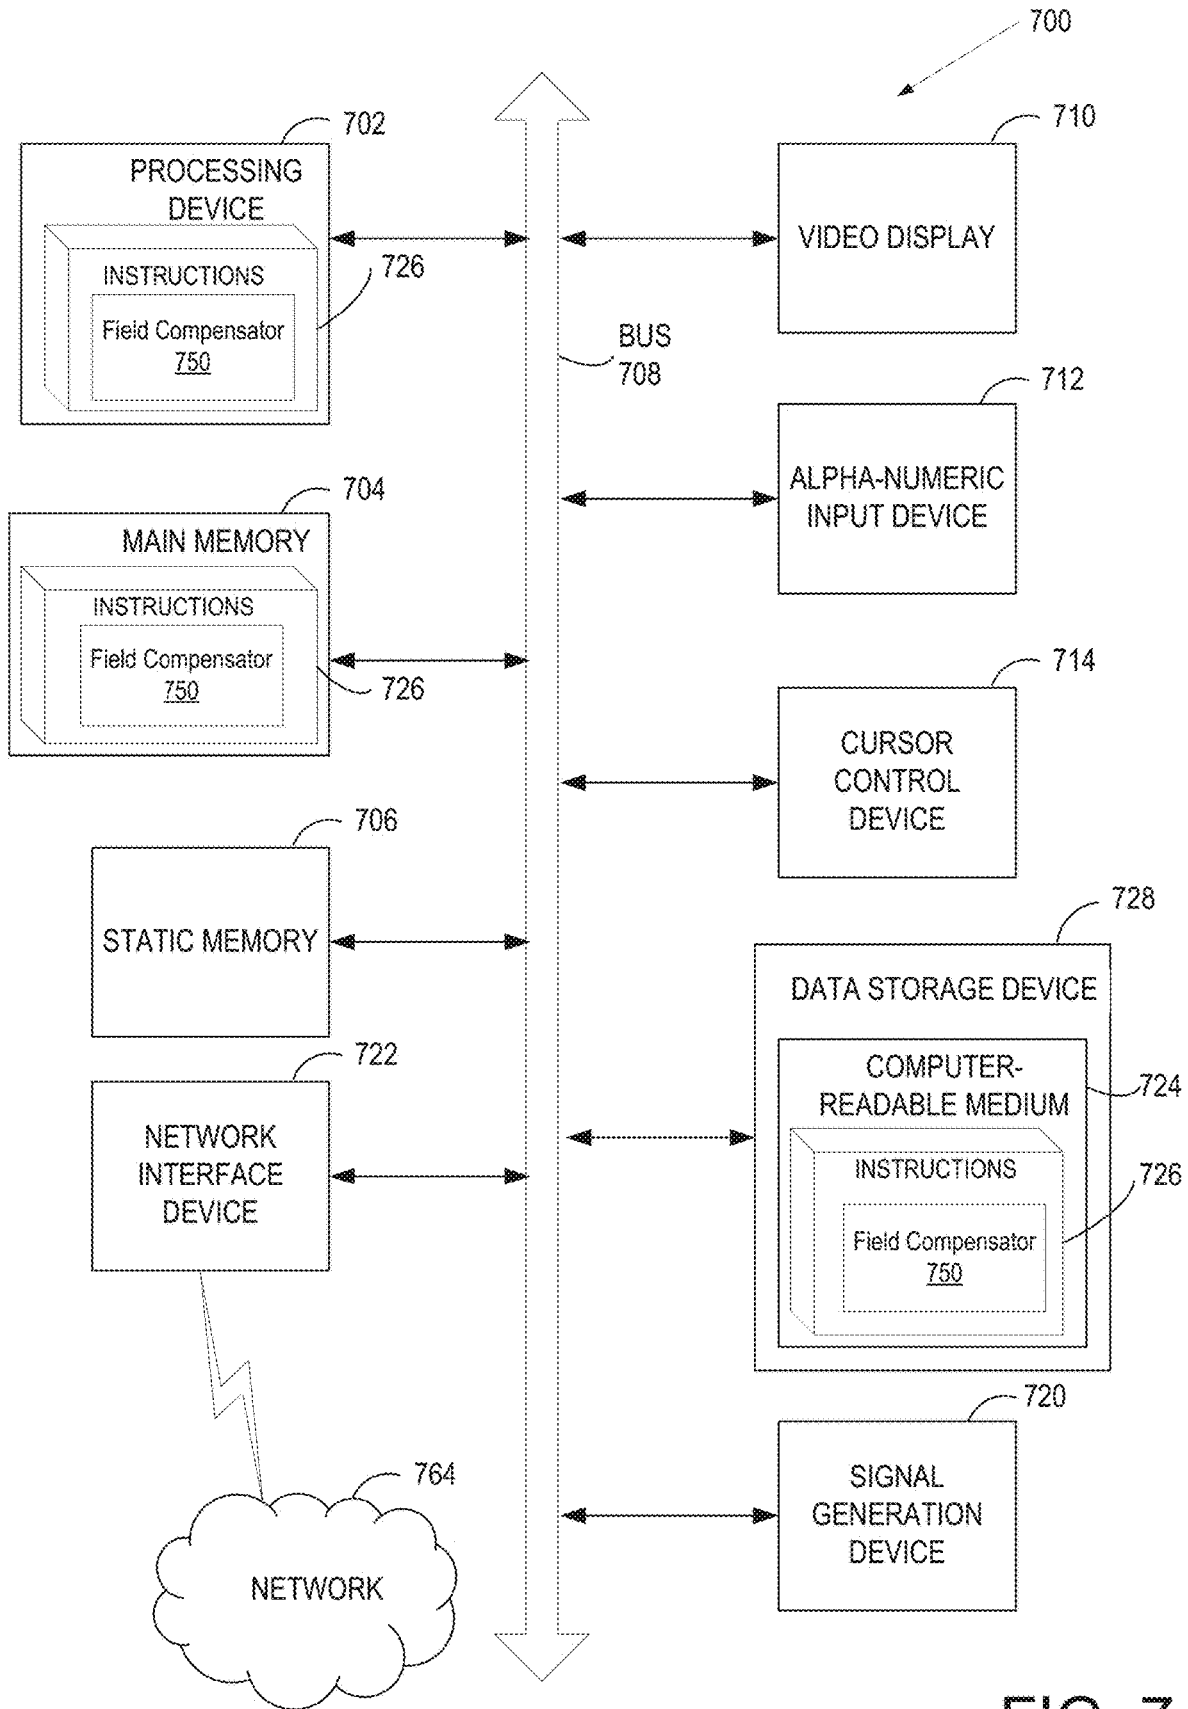 700
702
PROCESSING
DEVICE
INSTRUCTIONS
726
Field Compensator
750
BUS
708
710
VIDEO DISPLAY
712
ALPHA-NUMERIC
INPUT DEVICE
704
MAIN MEMORY
INSTRUCTIONS
Field Compensator
750
726
714
CURSOR
CONTROL
DEVICE
706
STATIC MEMORY
728
DATA STORAGE DEVICE
COMPUTER-
READABLE MEDIUM
724
INSTRUCTIONS
726
Field Compensator
750
722
NETWORK
INTERFACE
DEVICE
720
SIGNAL
GENERATION
DEVICE
764
NETWORK
FIG. 7